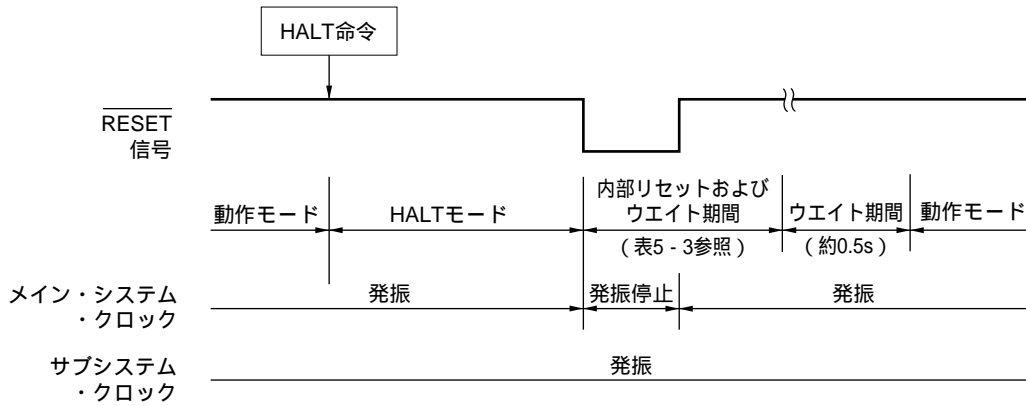 HALT命令
RESET
信号
内部リセットおよび
動作モード HALTモード ウエイト期間 ウエイト期間 動作モード
（表5 - 3参照） （約0.5s）
メイン・システム
・クロック
発振 発振停止 発振
サブシステム
・クロック
発振